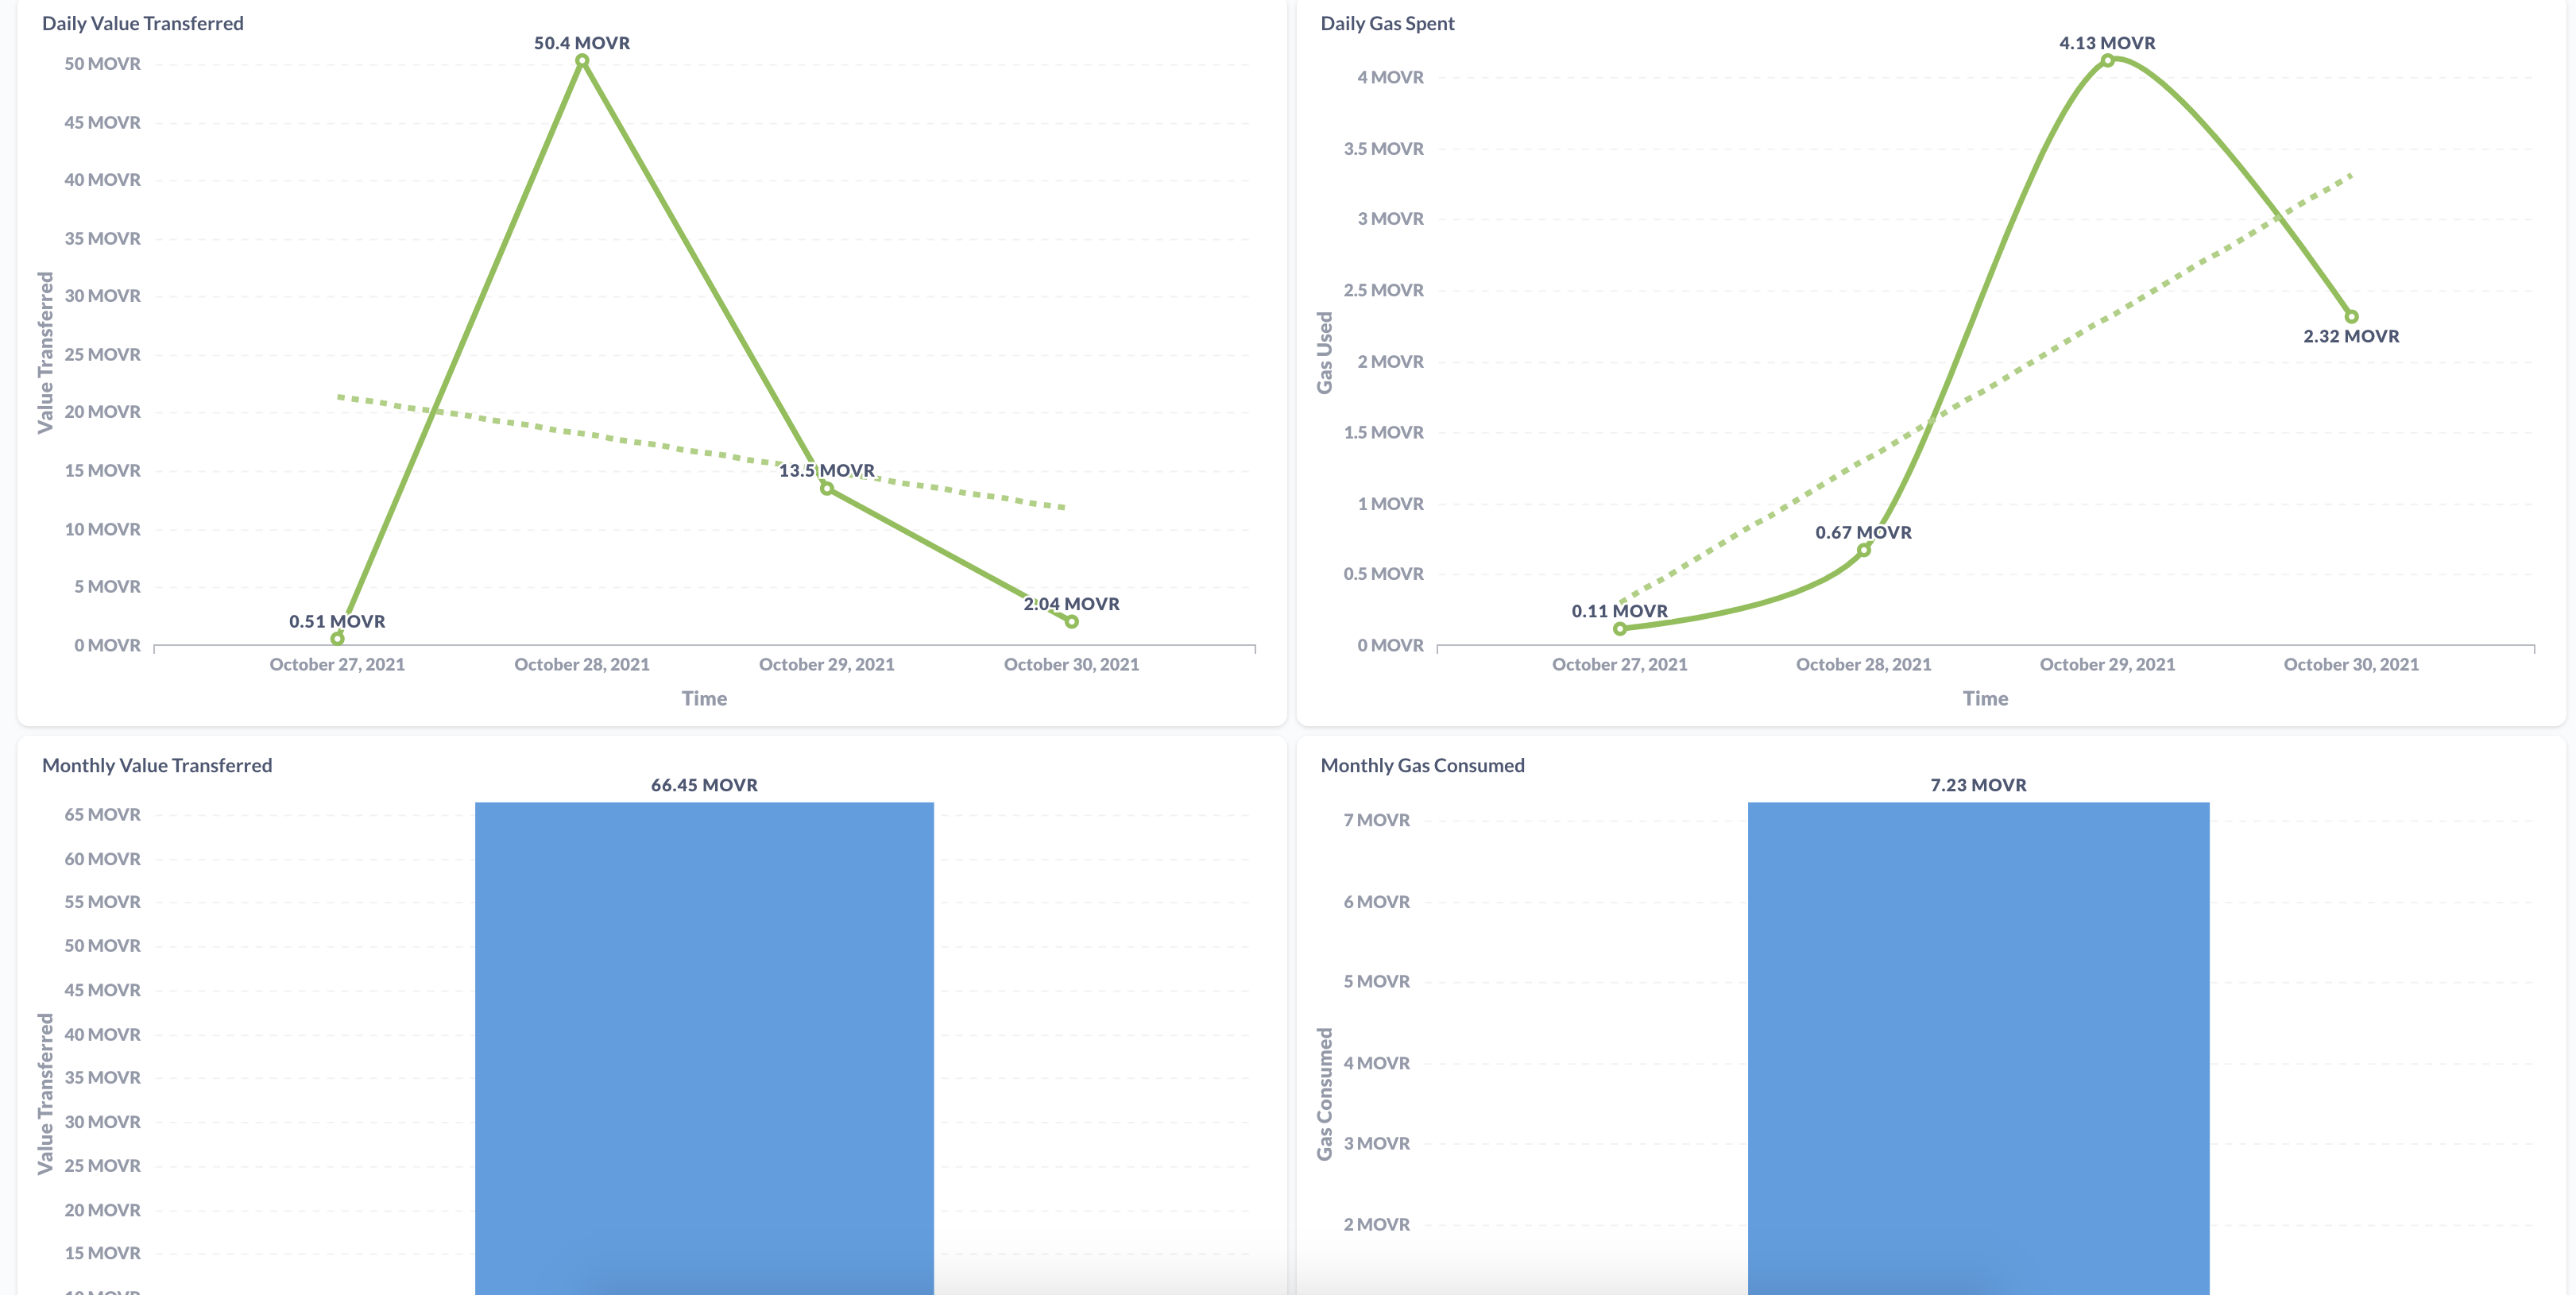 Daily Value Transferred
50.4 MOVR
50 MOVR
45 MOVR
40 MOVR
35 MOVR
30 MOVR
25 MOVR
20 MOVR
15 MOVR
10 MOVR
5 MOVR
0 MOVR
Value Transferred
13.5 MOVR
2.04 MOVR
0.51 MOVR
October 27, 2021
October 28, 2021
October 29, 2021
October 30, 2021
Time
Daily Gas Spent
4.13 MOVR
4 MOVR
3.5 MOVR
3 MOVR
2.5 MOVR
2 MOVR
1.5 MOVR
1 MOVR
0.5 MOVR
0 MOVR
Gas Used
2.32 MOVR
0.67 MOVR
0.11 MOVR
October 27, 2021
October 28, 2021
October 29, 2021
October 30, 2021
Time
Monthly Value Transferred
66.45 MOVR
65 MOVR
60 MOVR
55 MOVR
50 MOVR
45 MOVR
40 MOVR
35 MOVR
30 MOVR
25 MOVR
20 MOVR
15 MOVR
10 MOVR
Value Transferred
Monthly Gas Consumed
7.23 MOVR
7 MOVR
6 MOVR
5 MOVR
4 MOVR
3 MOVR
2 MOVR
Gas Consumed